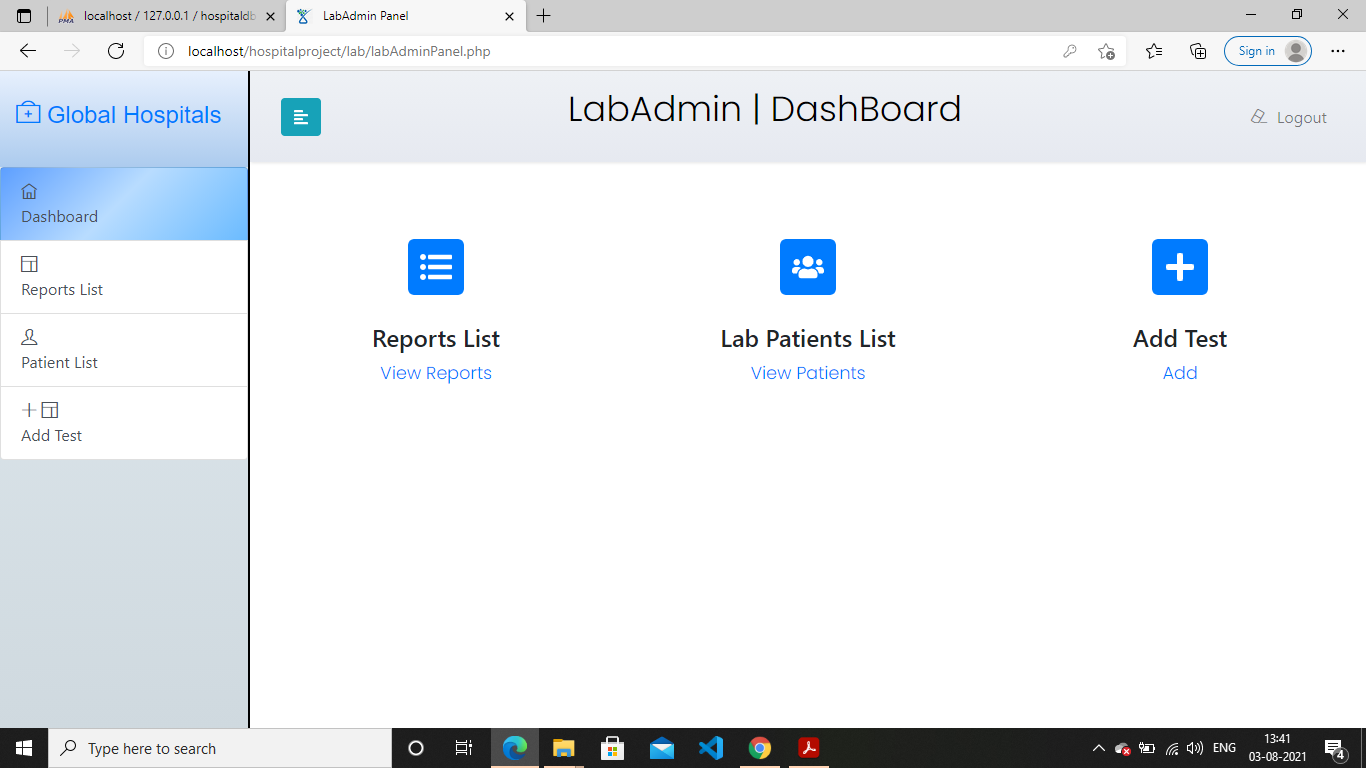 localhost / 127.0.0.1 / hospitaldb
LabAdmin Panel
localhost/hospitalproject/lab/labAdminPanel.php
Sign in
Global Hospitals
LabAdmin | DashBoard
Logout
Dashboard
Reports List
Patient List
Add Test
Reports List
View Reports
Lab Patients List
View Patients
Add Test
Add
Type here to search
ENG
13:41
03-08-2021
4